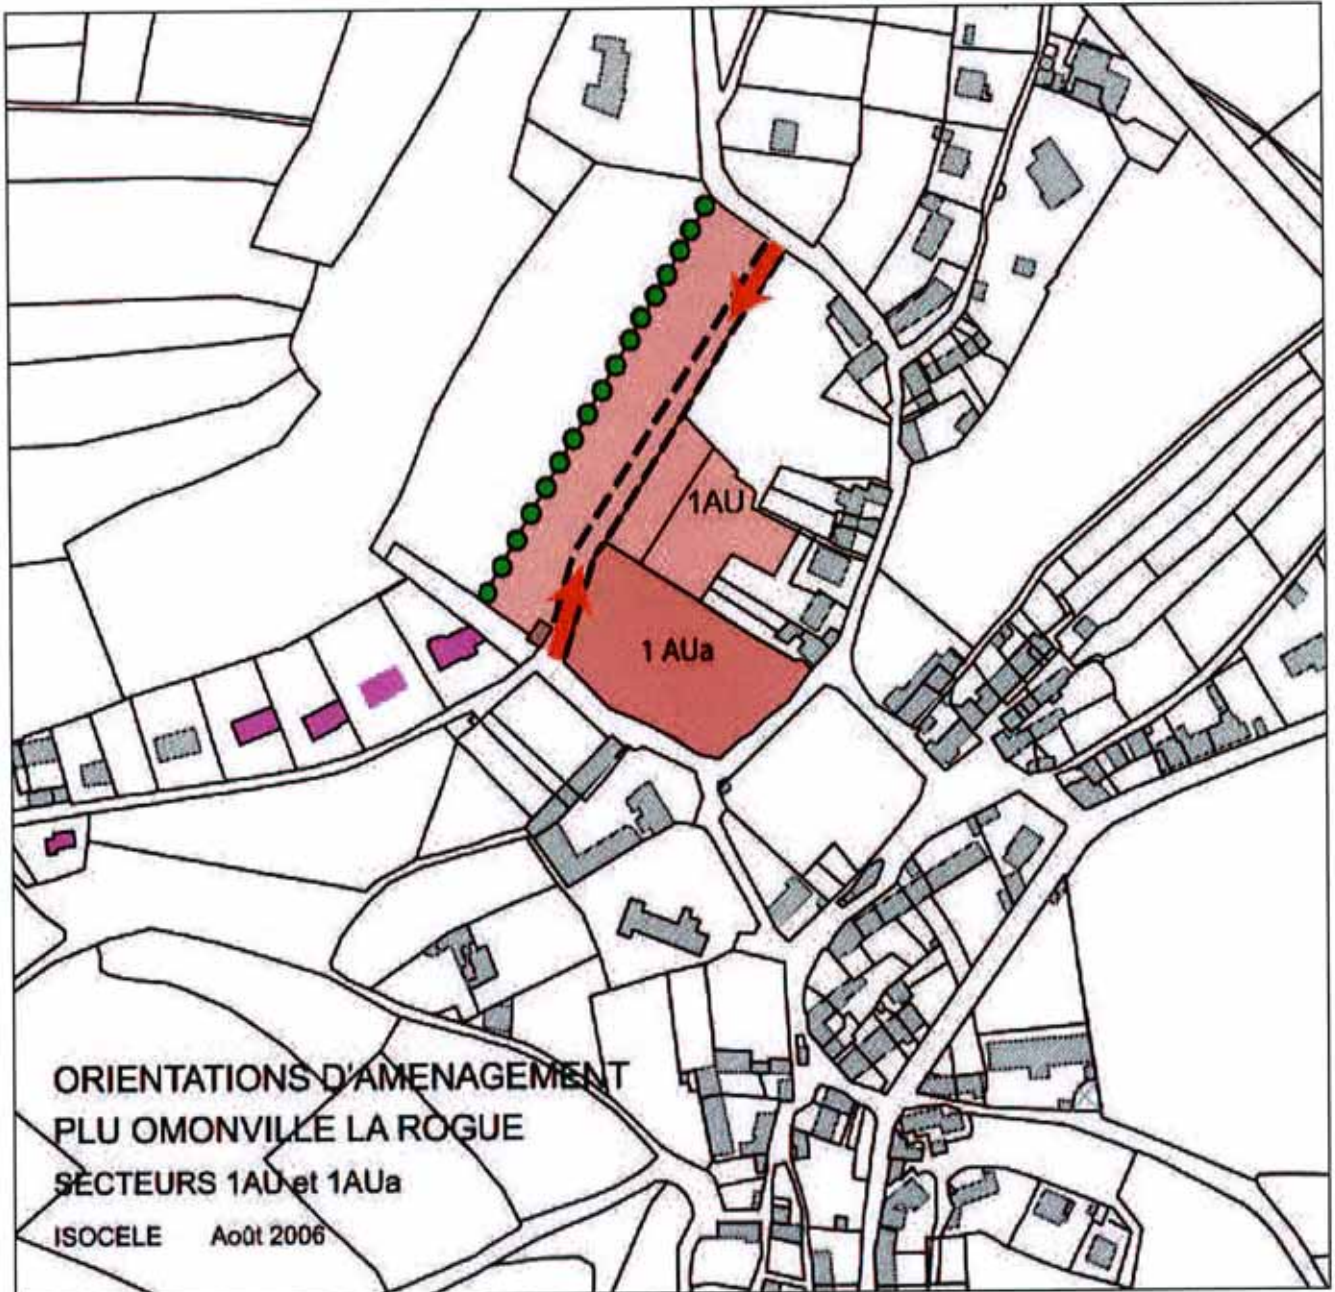 1AU
1 AUa
ORIENTATIONS D'AMENAGEMENT
PLU OMONVILLE LA ROGUE
SECTEURS 1AU et 1AUa
ISOCELE Août 2006